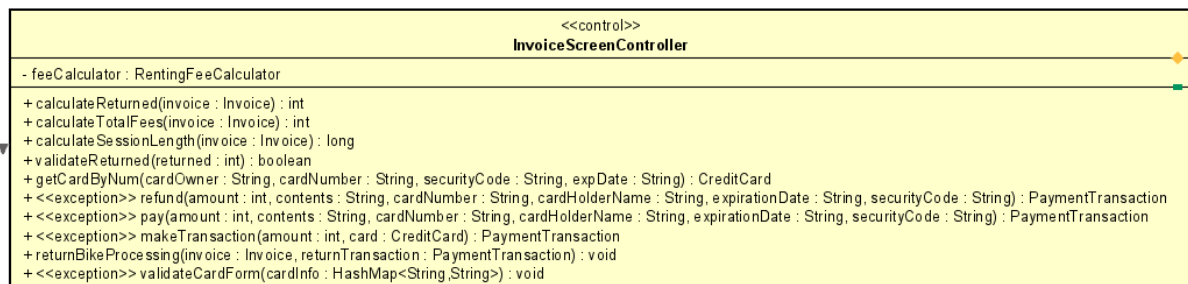 <<control>>
InvoiceScreenController
- feeCalculator : RentingFeeCalculator
+ calculateReturned(invoice : Invoice) : int
+ calculateTotalFees(invoice : Invoice) : int
+ calculateSessionLength(invoice : Invoice) : long
+ validateReturned(returned : int) : boolean
+ getCardByNum(cardOwner : String, cardNumber : String, securityCode : String, expDate : String) : CreditCard
+ <<exception>> refund(amount : int, contents : String, cardNumber : String, cardHolderName : String, expirationDate : String, securityCode : String) : PaymentTransaction
+ <<exception>> pay(amount : int, contents : String, cardNumber : String, cardHolderName : String, expirationDate : String, securityCode : String) : PaymentTransaction
+ <<exception>> makeTransaction(amount : int, card : CreditCard) : PaymentTransaction
+ returnBikeProcessing(invoice : Invoice, returnTransaction : PaymentTransaction) : void
+ <<exception>> validateCardForm(cardInfo : HashMap<String,String>) : void